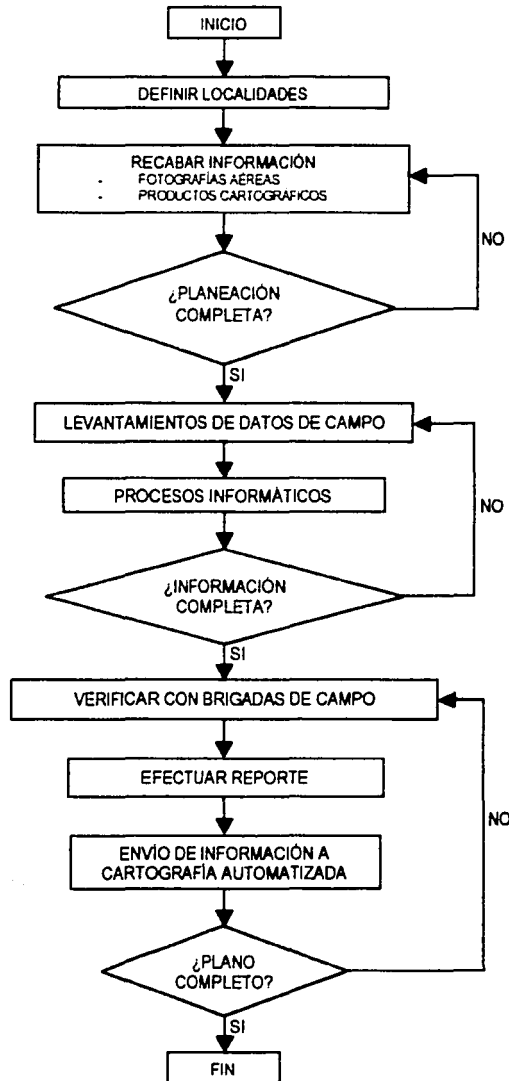 INICIO
DEFINIR LOCALIDADES
RECABAR INFORMACIÓN
- FOTOGRAFÍAS AÉREAS
- PRODUCTOS CARTOGRÁFICOS
NO
¿PLANEACIÓN
COMPLETA?
SI
LEVANTAMIENTOS DE DATOS DE CAMPO
PROCESOS INFORMÁTICOS
NO
¿INFORMACIÓN
COMPLETA?
SI
VERIFICAR CON BRIGADAS DE CAMPO
EFECTUAR REPORTE
NO
ENVÍO DE INFORMACIÓN A
CARTOGRAFÍA AUTOMATIZADA
¿PLANO
COMPLETO?
SI
FIN